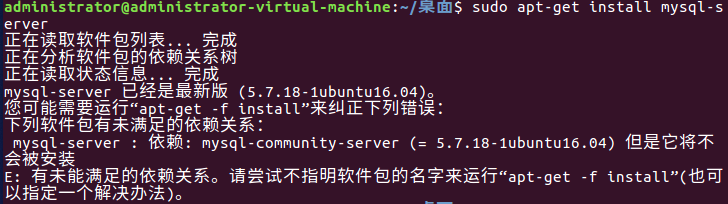 administrator@administrator-virtual-machine:~/桌面$ sudo apt-get install mysql-s
erver
正在读取软件包列表... 完成
正在分析软件包的依赖关系树
正在读取状态信息... 完成
mysql-server 已经是最新版 (5.7.18-1ubuntu16.04)。
您可能需要运行“apt-get -f install”来纠正下列错误：
下列软件包有未满足的依赖关系：
 mysql-server : 依赖: mysql-community-server (= 5.7.18-1ubuntu16.04) 但是它将不
会被安装
E: 有未能满足的依赖关系。请尝试不指明软件包的名字来运行“apt-get -f install”(也可
以指定一个解决办法)。